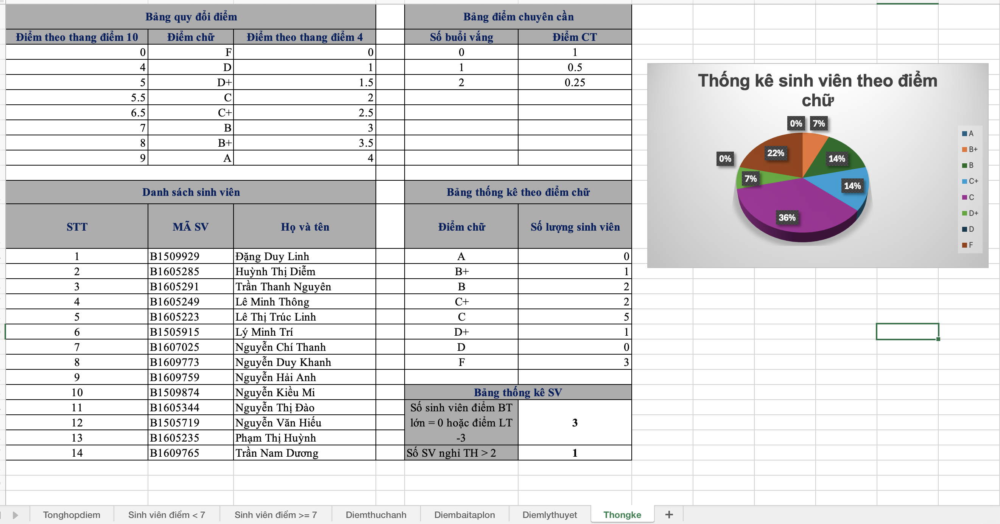 Bảng quy đổi điểm
Điểm theo thang điểm 10 Điểm chữ Điểm theo thang điểm 4
0 F 0
4 D 1
5 D+ 1.5
5.5 C 2
6.5 C+ 2.5
7 B 3
8 B+ 3.5
9 A 4
Bảng điểm chuyên cần
Số buổi vắng Điểm CT
0 1
1 0.5
2 0.25
Danh sách sinh viên
STT MÃ SV Họ và tên
1 B1509929 Đặng Duy Linh
2 B1605285 Huỳnh Thị Diễm
3 B1605291 Trần Thanh Nguyên
4 B1605249 Lê Minh Thông
5 B1605223 Lê Thị Trúc Linh
6 B1505915 Lý Minh Trí
7 B1607025 Nguyễn Chí Thanh
8 B1609773 Nguyễn Duy Khanh
9 B1609759 Nguyễn Hải Anh
10 B1509874 Nguyễn Kiều Mi
11 B1605344 Nguyễn Thị Đào
12 B1505719 Nguyễn Văn Hiếu
13 B1605235 Phạm Thị Huỳnh
14 B1609765 Trần Nam Dương
Bảng thống kê theo điểm chữ
Điểm chữ Số lượng sinh viên
A 0
B+ 1
B 2
C+ 2
C 5
D+ 1
D 0
F 3
Bảng thống kê SV
Số sinh viên điểm BT
lớn = 0 hoặc điểm LT
-3
3
Số SV nghỉ TH > 2 1
Thống kê sinh viên theo điểm
chữ
0% 7%
22% 14%
0%
7% 14%
36%
A
B+
B
C+
C
D+
D
F
Tonghopdiem Sinh viên điểm < 7 Sinh viên điểm >= 7 Diemthuchanh Diembaitaplon Diemlythuyet Thongke +